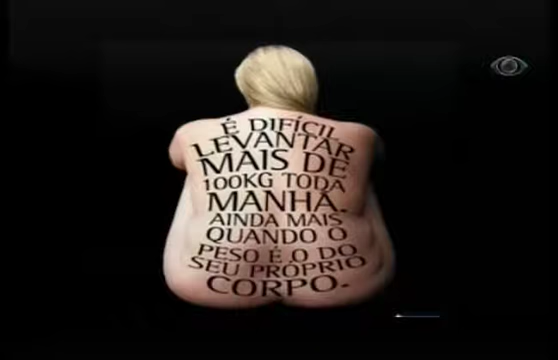 É DIFÍCIL
LEVANTAR
MAIS DE
100KG TODA
MANHÃ.
AINDA MAIS
QUANDO O
PESO É O DO
SEU PRÓPRIO
CORPO.